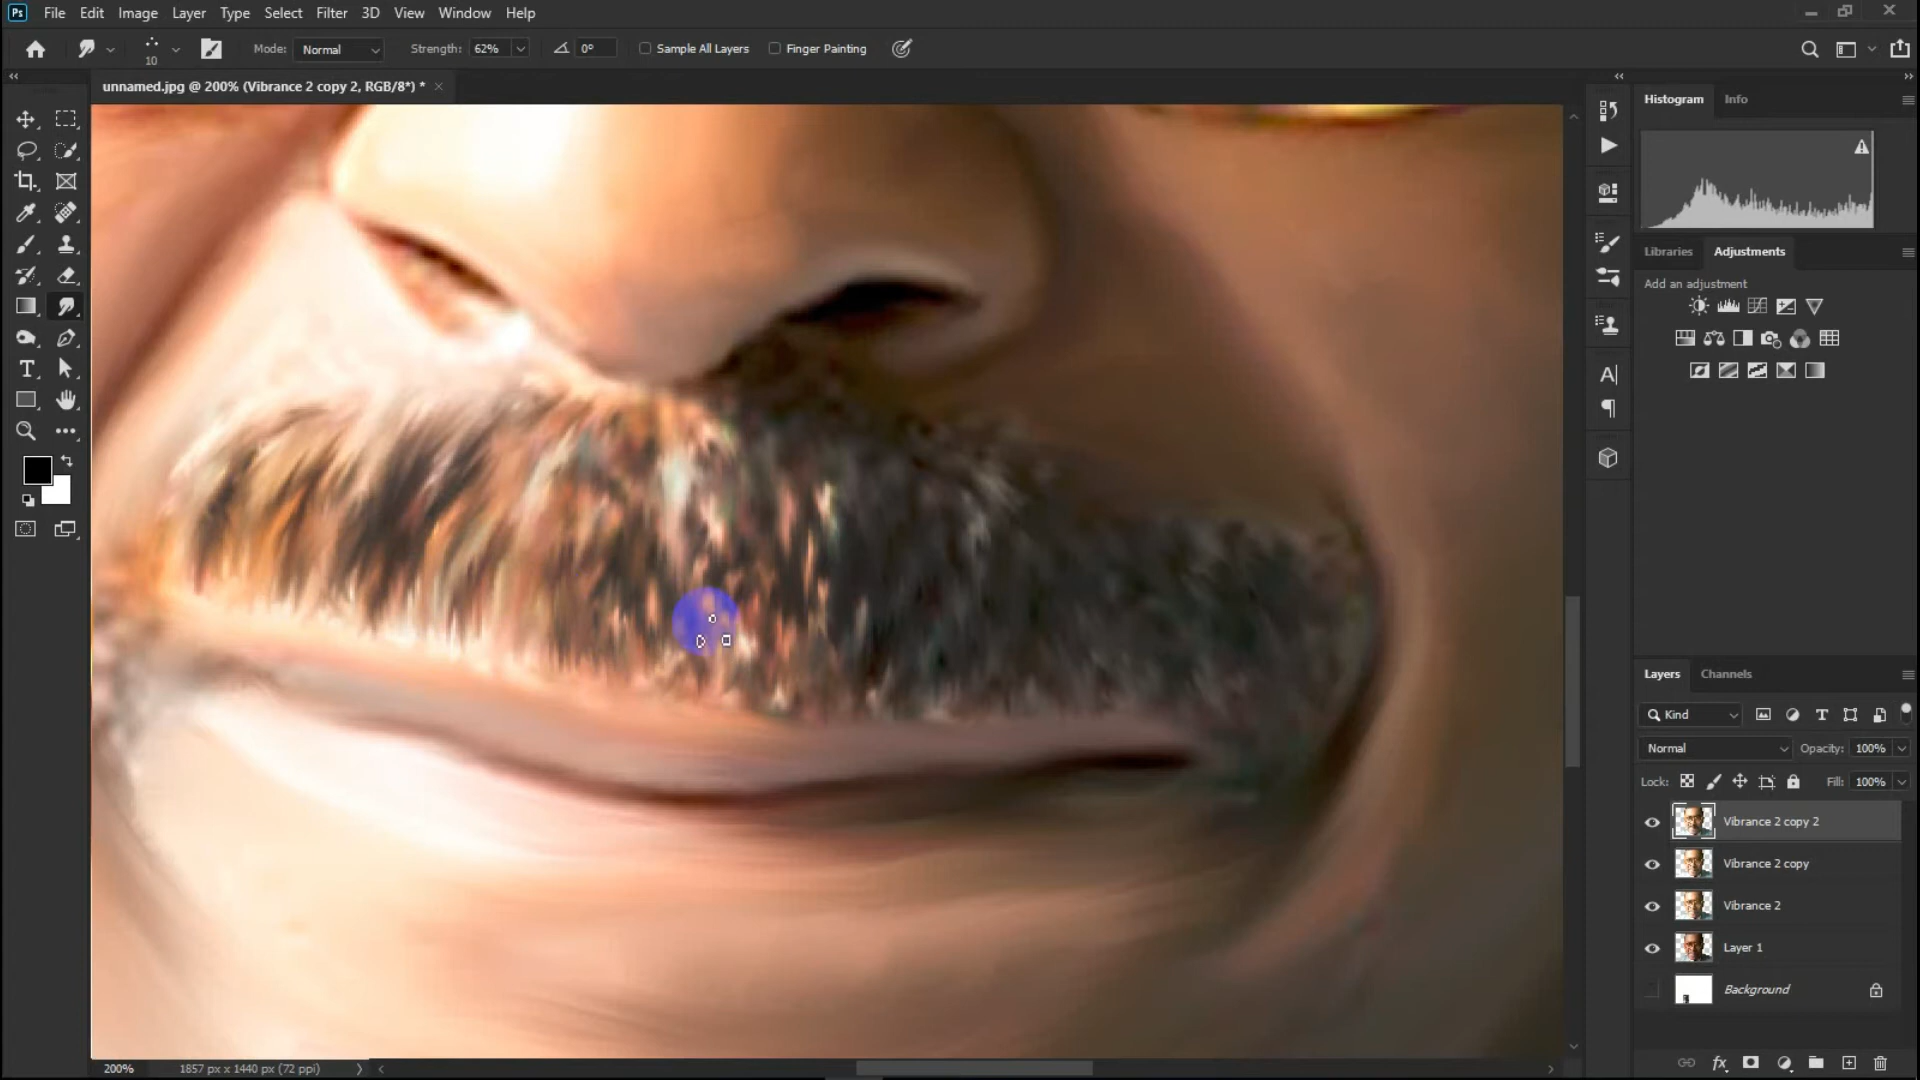 Ps File Edit Image Layer Type Select Filter 3D View Window Help
10 Mode: Normal Strength: 62% 0° Sample All Layers Finger Painting
unnamed.jpg @ 200% (Vibrance 2 copy 2, RGB/8*) * ×
Histogram Info
Libraries Adjustments
Add an adjustment
Layers Channels
Kind
Normal Opacity: 100%
Lock: Fill: 100%
Vibrance 2 copy 2
Vibrance 2 copy
Vibrance 2
Layer 1
Background
200% 1857 px x 1440 px (72 ppi)